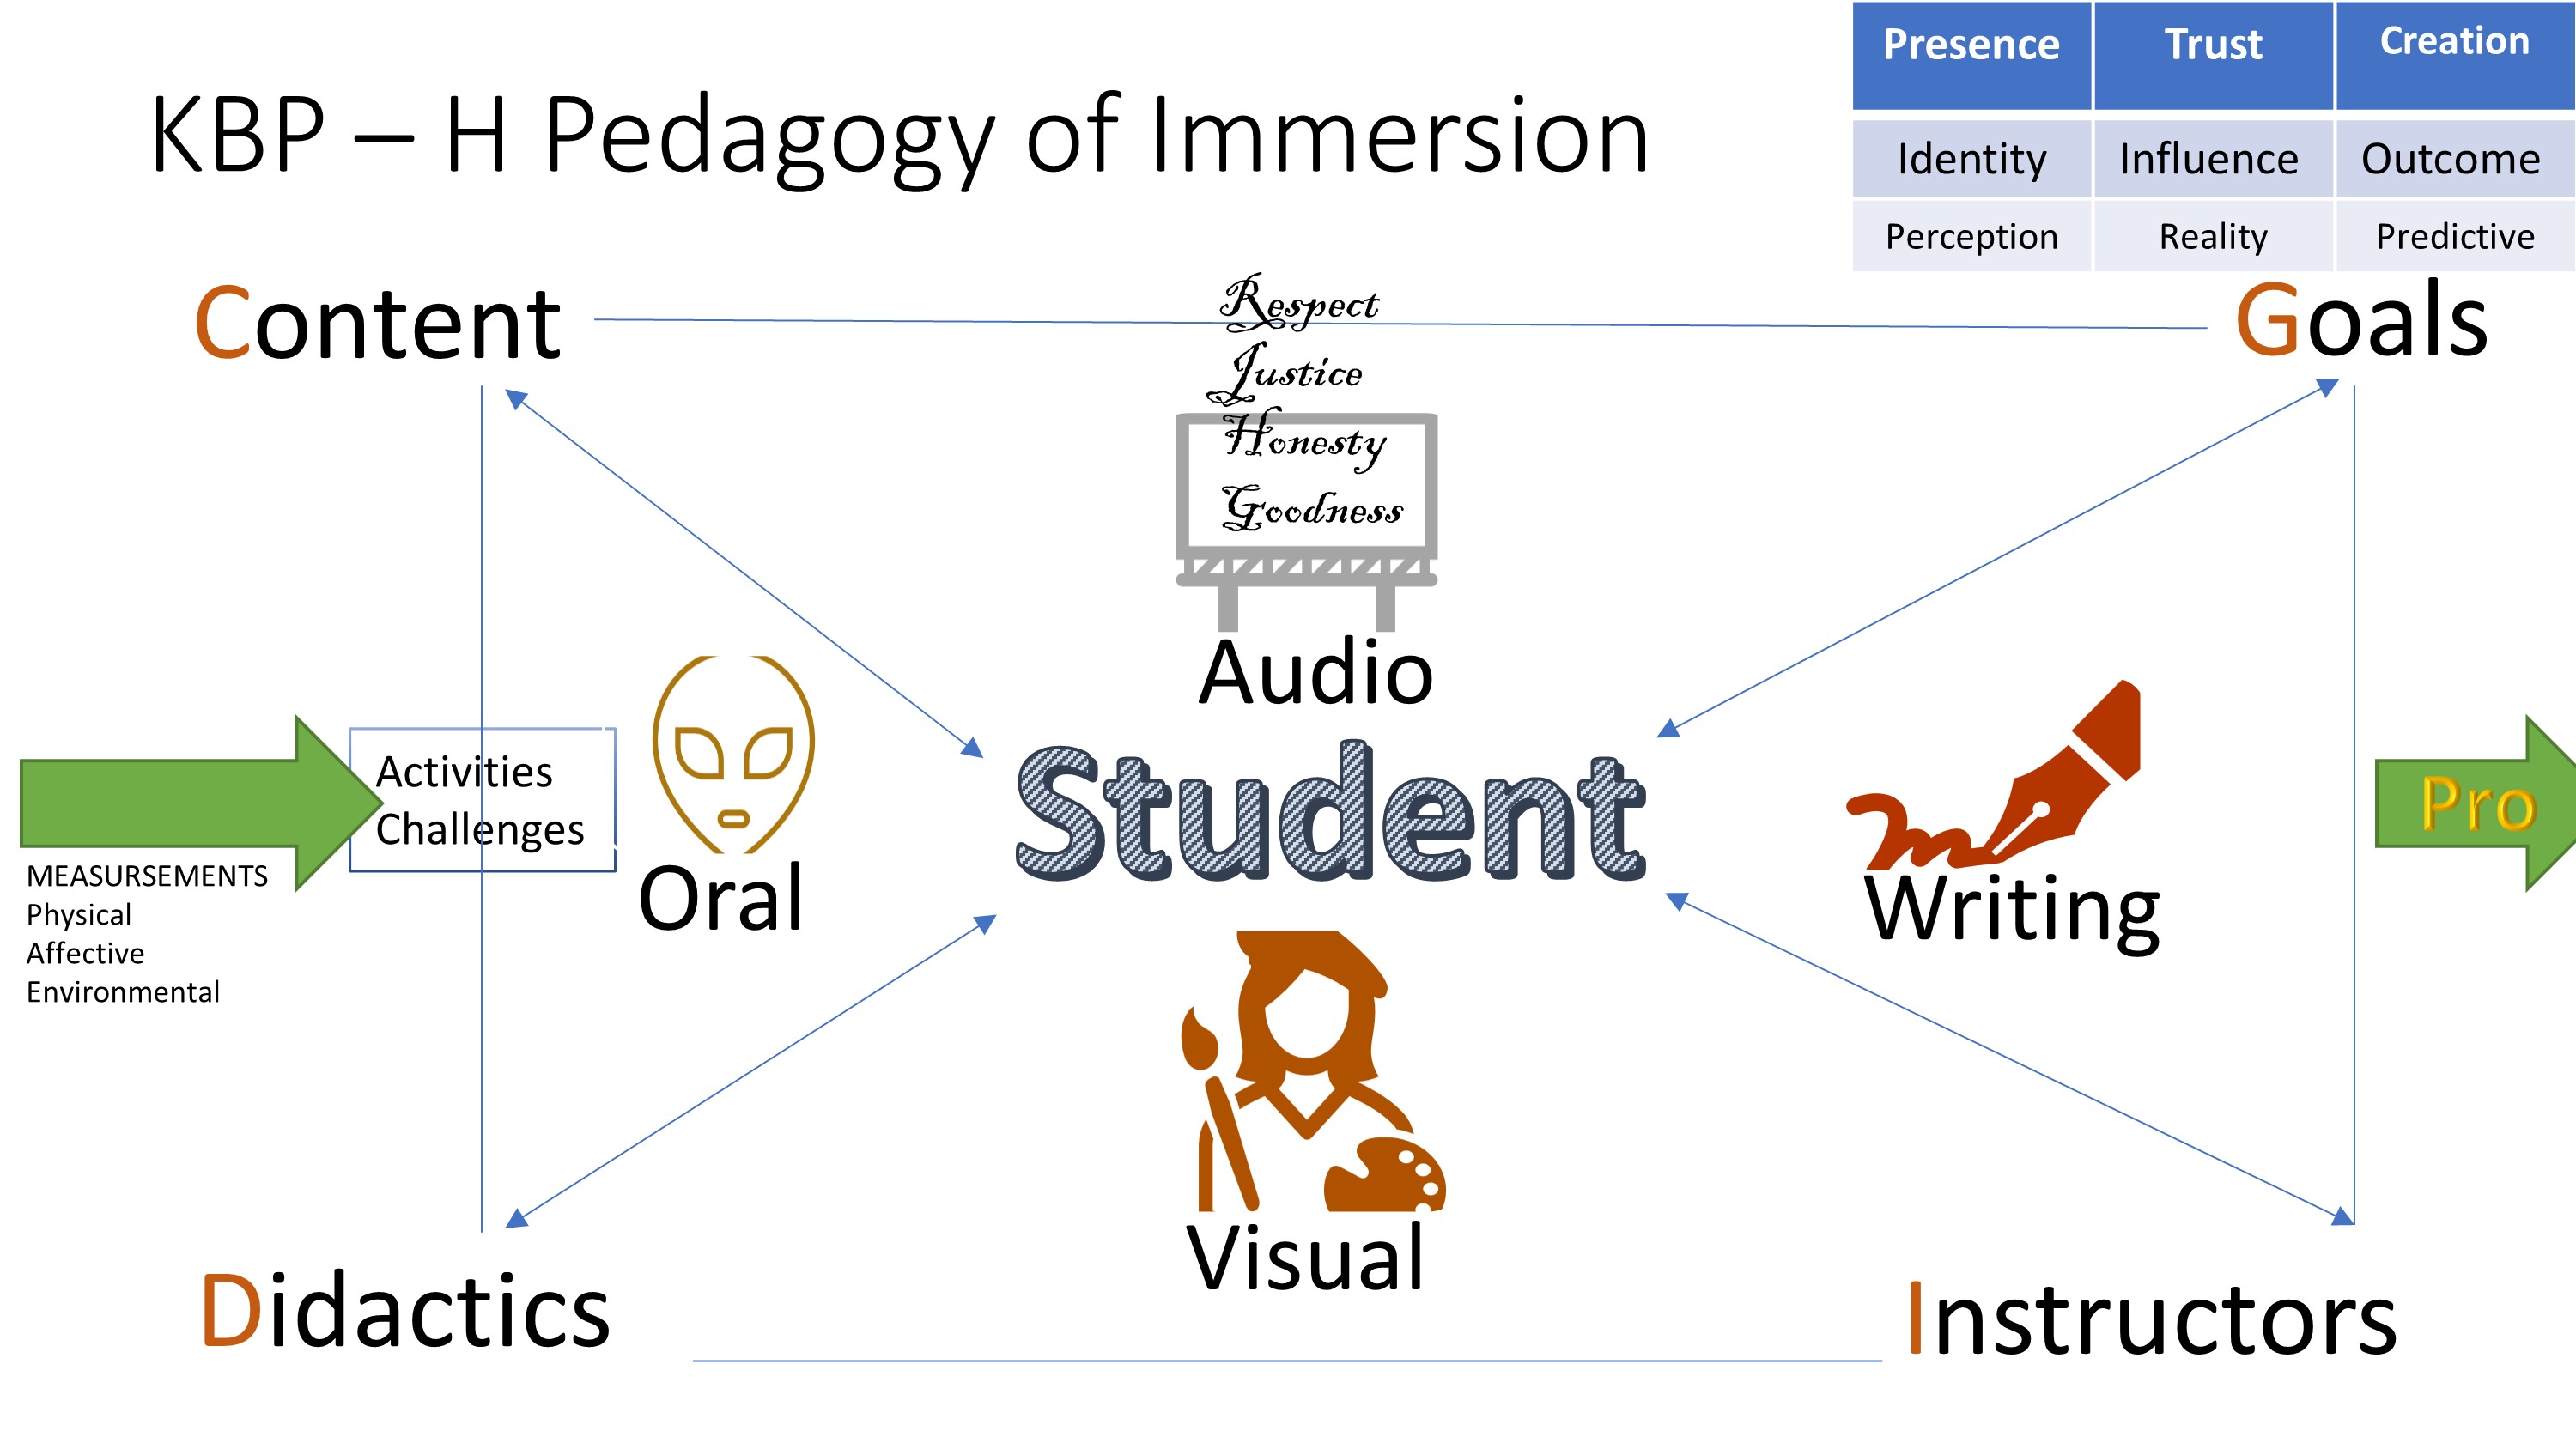 KBP – H Pedagogy of Immersion
Presence Trust Creation
Identity Influence Outcome
Perception Reality Predictive
Content
Goals
Respect
Justice
Honesty
Goodness
Audio
Activities
Challenges
Oral
Student
Writing
Pro
MEASURSEMENTS
Physical
Affective
Environmental
Visual
Didactics
Instructors